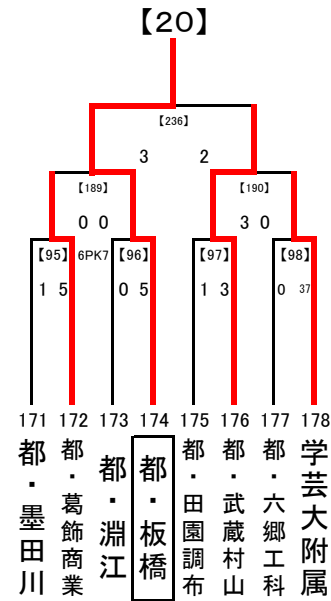 【20】
【236】
3 2
【189】 【190】
0 0 3 0
【95】 6PK7 【96】 【97】 【98】
1 5 0 5 1 3 0 37
171 172 173 174 175 176 177 178
都・墨田川
都・葛飾商業
都・淵江
都・板橋
都・田園調布
都・武蔵村山
都・六郷工科
学芸大附属